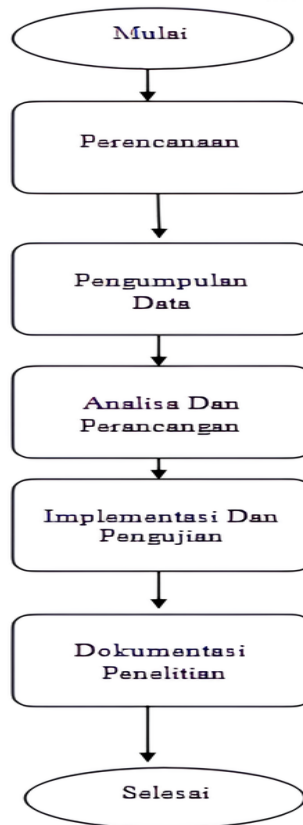 Mulai
Perencanaan
Pengumpulan
Data
Analisa Dan
Perancangan
Implementasi Dan
Pengujian
Dokumentasi
Penelitian
Selesai